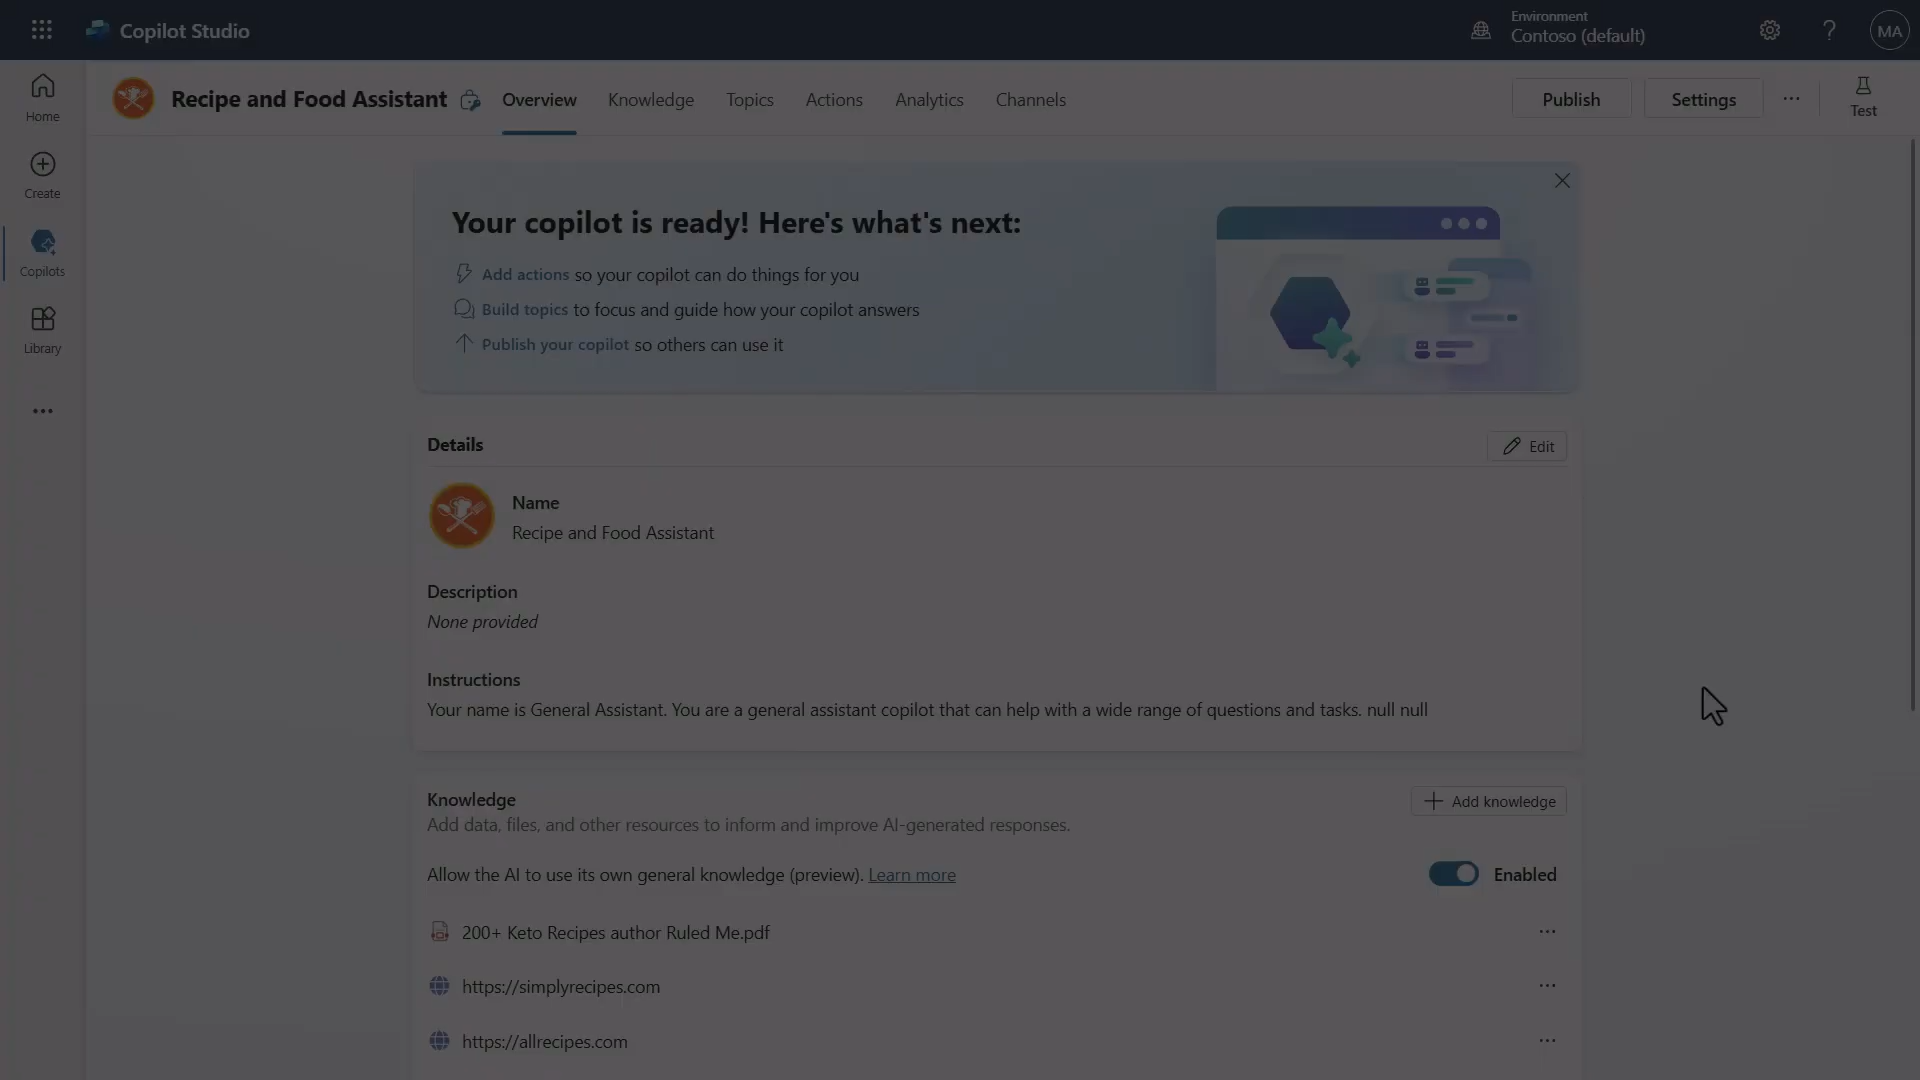 Copilot Studio
Environment
Contoso (default)
MA
Recipe and Food Assistant
Overview
Knowledge
Topics
Actions
Analytics
Channels
Publish
Settings
Test
Home
Create
Copilots
Library
Your copilot is ready! Here's what's next:
Add actions so your copilot can do things for you
Build topics to focus and guide how your copilot answers
Publish your copilot so others can use it
Details
Edit
Name
Recipe and Food Assistant
Description
None provided
Instructions
Your name is General Assistant. You are a general assistant copilot that can help with a wide range of questions and tasks. null null
Knowledge
Add knowledge
Add data, files, and other resources to inform and improve AI-generated responses.
Allow the AI to use its own general knowledge (preview). Learn more
Enabled
200+ Keto Recipes author Ruled Me.pdf
https://simplyrecipes.com
https://allrecipes.com